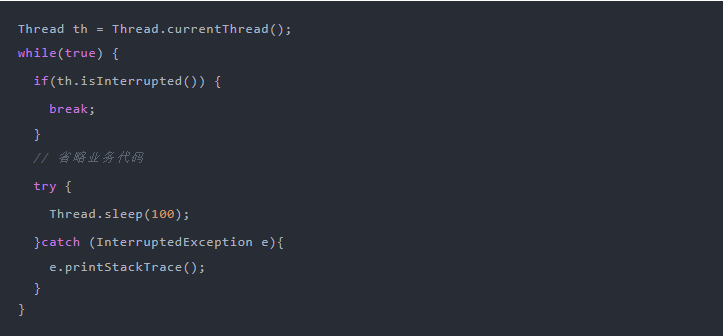 Thread th = Thread.currentThread();
while(true) {
if(th.isInterrupted()) {
break;
}
// 省略业务代码
try {
Thread.sleep(100);
}catch (InterruptedException e){
e.printStackTrace();
}
}